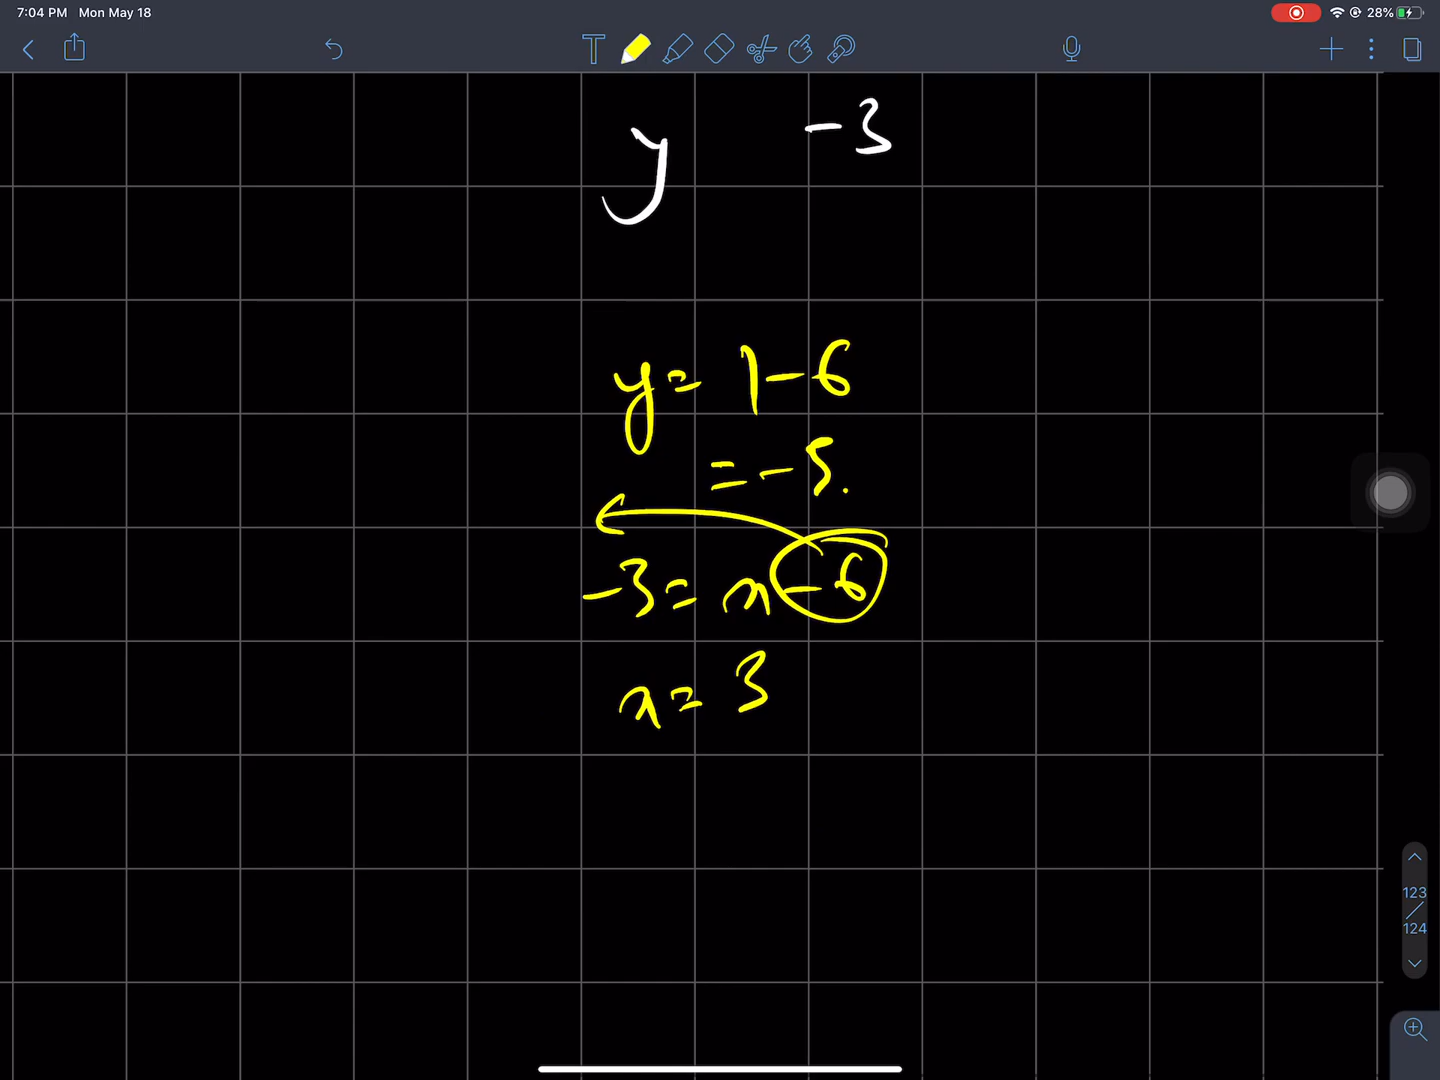 7:04 PM Mon May 18
28%
T
y -3
y = 1 - 6
= - 5.
-3 = x - 6
x = 3
123
124